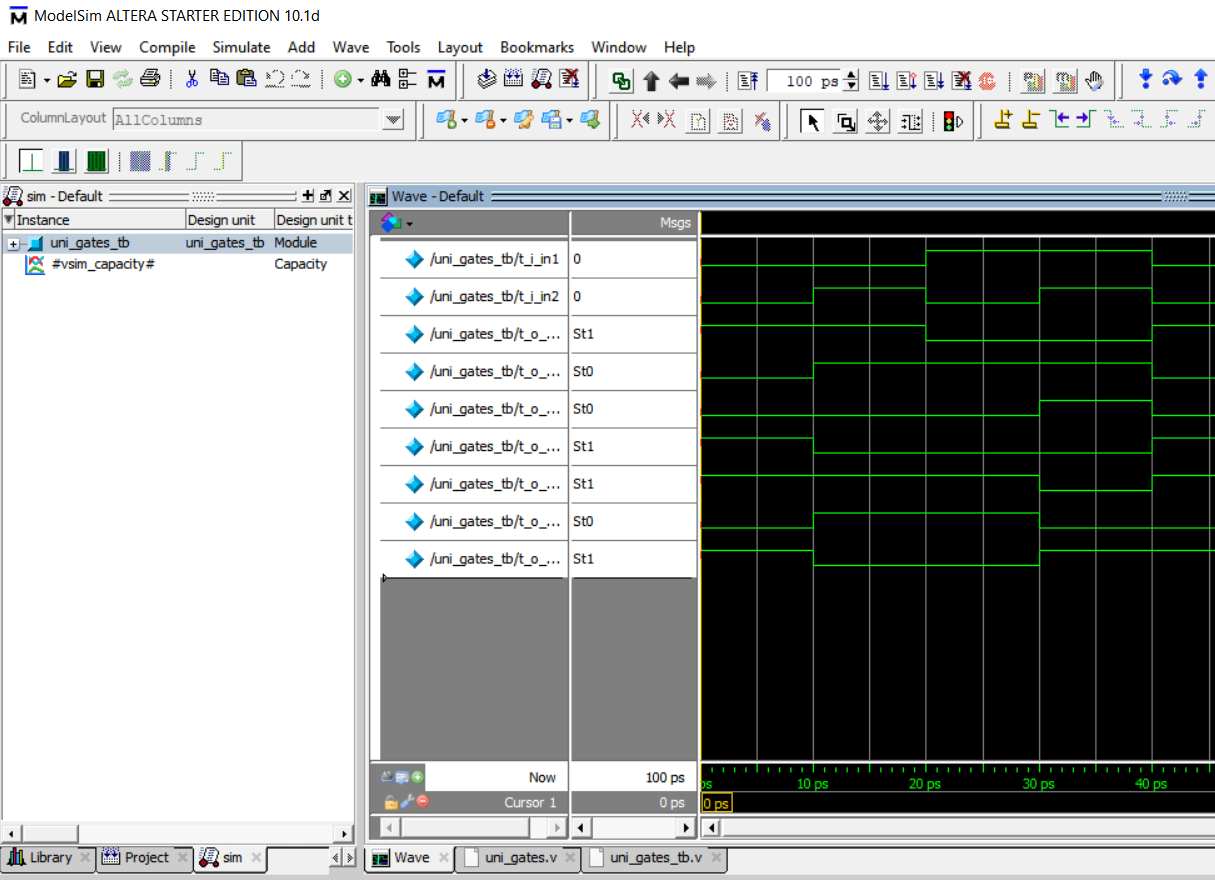 ModelSim ALTERA STARTER EDITION 10.1d
File Edit View Compile Simulate Add Wave Tools Layout Bookmarks Window Help
100 ps
ColumnLayout AllColumns
sim - Default
Instance Design unit Design unit t
uni_gates_tb uni_gates_tb Module
#vsim_capacity# Capacity
Wave - Default
Msgs
/uni_gates_tb/t_i_in1 0
/uni_gates_tb/t_i_in2 0
/uni_gates_tb/t_o_... St1
/uni_gates_tb/t_o_... St0
/uni_gates_tb/t_o_... St0
/uni_gates_tb/t_o_... St1
/uni_gates_tb/t_o_... St1
/uni_gates_tb/t_o_... St0
/uni_gates_tb/t_o_... St1
Now 100 ps
ps 10 ps 20 ps 30 ps 40 ps
Cursor 1 0 ps
0 ps
Library Project sim
Wave uni_gates.v uni_gates_tb.v